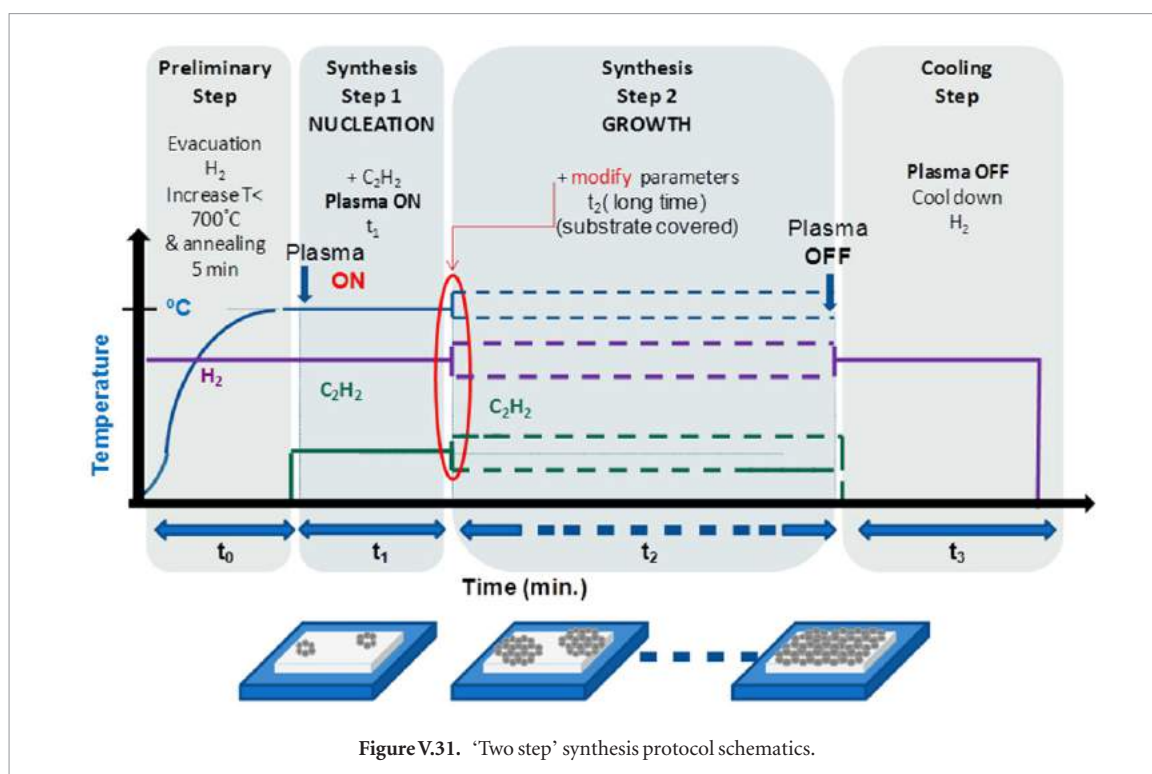 Preliminary
Step
Evacuation
H₂
Increase T<
700°C
& annealing
5 min
Synthesis
Step 1
NUCLEATION
+ C₂H₂
Plasma ON
t₁
Synthesis
Step 2
GROWTH
+ modify parameters
t₂( long time)
(substrate covered)
Cooling
Step
Plasma OFF
Cool down
H₂
Plasma
ON
Plasma
OFF
Temperature
ºC
H₂
C₂H₂
C₂H₂
t₀
t₁
t₂
t₃
Time (min.)
Figure V.31. ‘Two step’ synthesis protocol schematics.